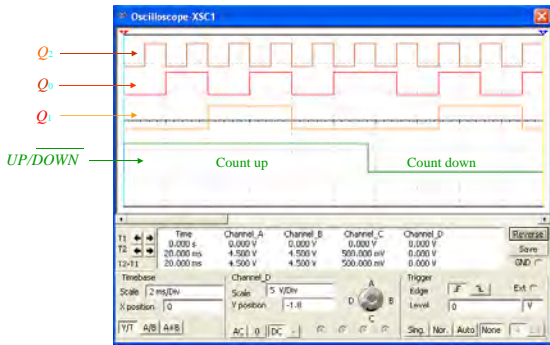 Oscilloscope-XSC1
Q2
Q0
Q1
UP/DOWN
Count up
Count down
T1
T2
T2-T1
Time Channel_A Channel_B Channel_C Channel_D
0.000 s 0.000 V 0.000 V 0.000 V 0.000 V
20.000 ms 4.500 V 4.500 V 500.000 mV 0.000 V
20.000 ms 4.500 V 4.500 V 500.000 mV 0.000 V
Reverse
Save
GND
Timebase
Scale 2 ms/Div
X position 0
Y/T A/B A+B
Channel_D
Scale 5 V/Div
Y position -1.8
AC 0 DC -
A
B
C
D
Trigger
Edge Ext
Level 0 V
Sing. Nor. Auto None